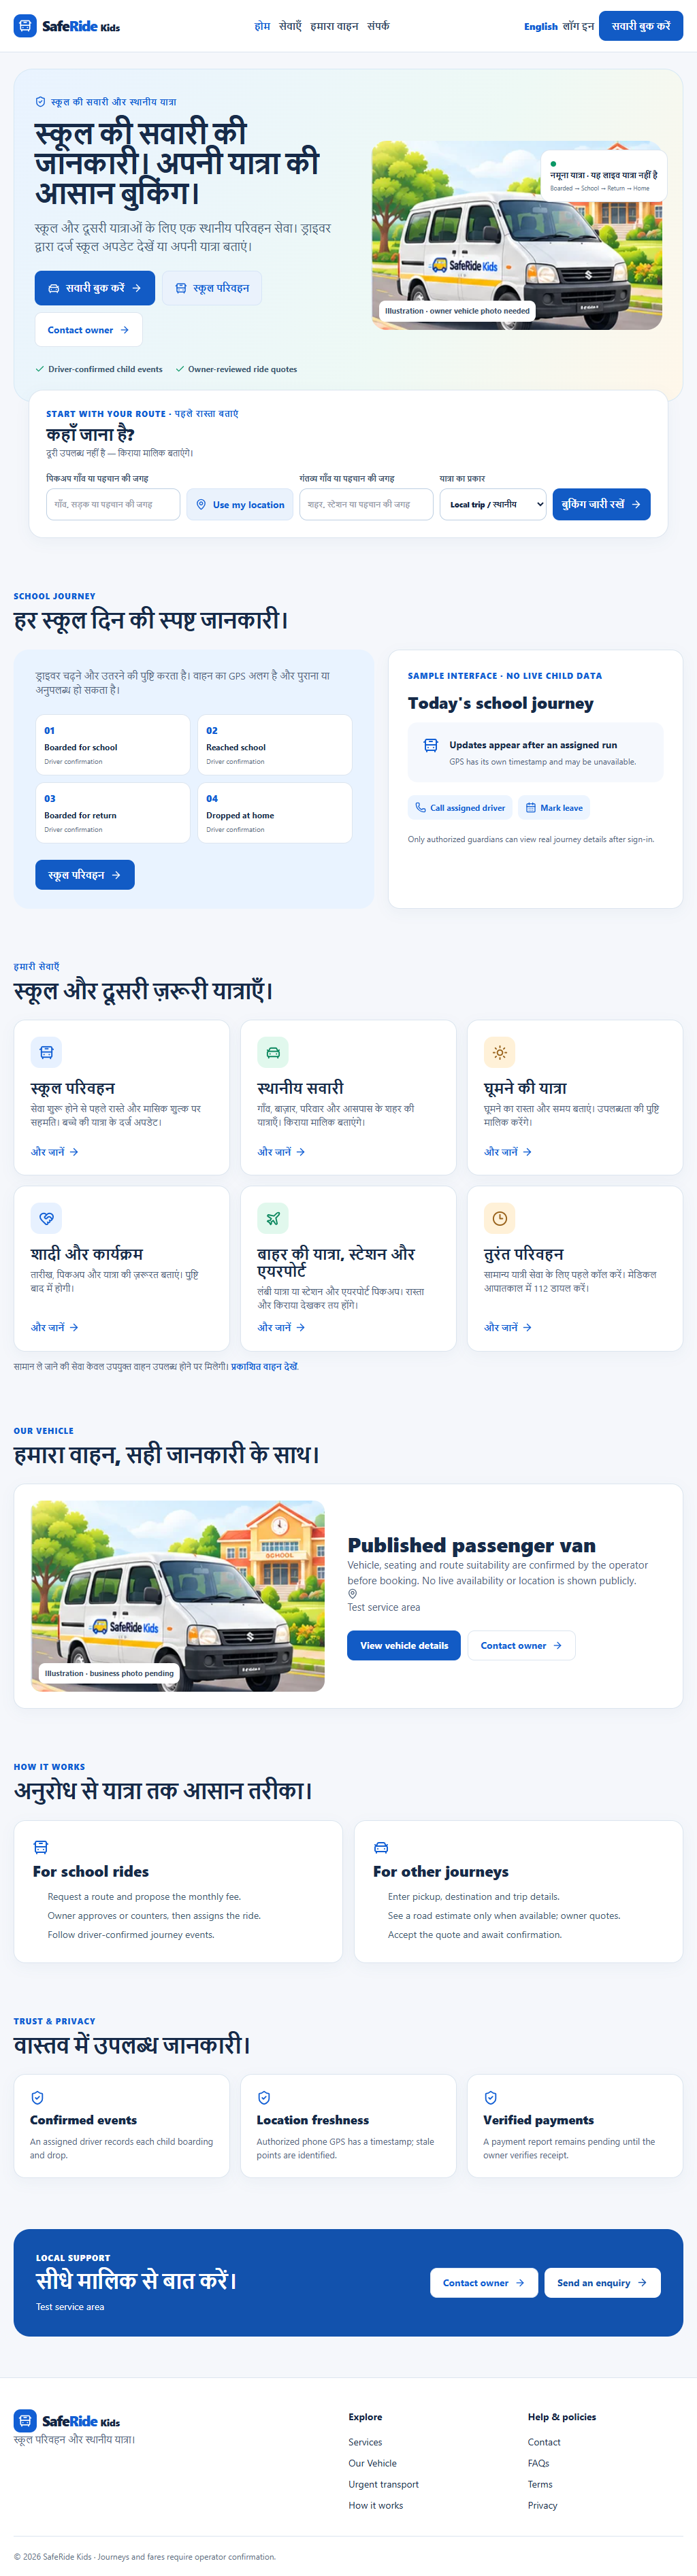 SafeRide Kids
होम सेवाएँ हमारा वाहन संपर्क
English लॉग इन सवारी बुक करें
स्कूल की सवारी और स्थानीय यात्रा
स्कूल की सवारी की
जानकारी। अपनी यात्रा की
आसान बुकिंग।
स्कूल और दूसरी यात्राओं के लिए एक स्थानीय परिवहन सेवा। ड्राइवर
द्वारा दर्ज स्कूल अपडेट देखें या अपनी यात्रा बताएं।
सवारी बुक करें
स्कूल परिवहन
Contact owner
Driver-confirmed child events
Owner-reviewed ride quotes
नमूना यात्रा · यह लाइव यात्रा नहीं है
Boarded → School → Return → Home
SafeRide Kids
Illustration · owner vehicle photo needed
START WITH YOUR ROUTE · पहले रास्ता बताएं
कहाँ जाना है?
दूरी उपलब्ध नहीं है — किराया मालिक बताएंगे।
पिकअप गाँव या पहचान की जगह
गाँव, सड़क या पहचान की जगह
Use my location
गंतव्य गाँव या पहचान की जगह
शहर, स्टेशन या पहचान की जगह
यात्रा का प्रकार
Local trip / स्थानीय
बुकिंग जारी रखें
SCHOOL JOURNEY
हर स्कूल दिन की स्पष्ट जानकारी।
ड्राइवर चढ़ने और उतरने की पुष्टि करता है। वाहन का GPS अलग है और पुराना या
अनुपलब्ध हो सकता है।
01
Boarded for school
Driver confirmation
02
Reached school
Driver confirmation
03
Boarded for return
Driver confirmation
04
Dropped at home
Driver confirmation
स्कूल परिवहन
SAMPLE INTERFACE · NO LIVE CHILD DATA
Today's school journey
Updates appear after an assigned run
GPS has its own timestamp and may be unavailable.
Call assigned driver
Mark leave
Only authorized guardians can view real journey details after sign-in.
हमारी सेवाएँ
स्कूल और दूसरी ज़रूरी यात्राएँ।
स्कूल परिवहन
सेवा शुरू होने से पहले रास्ते और मासिक शुल्क पर
सहमति। बच्चे की यात्रा के दर्ज अपडेट।
और जानें
स्थानीय सवारी
गाँव, बाज़ार, परिवार और आसपास के शहर की
यात्राएँ। किराया मालिक बताएंगे।
और जानें
घूमने की यात्रा
घूमने का रास्ता और समय बताएं। उपलब्धता की पुष्टि
मालिक करेंगे।
और जानें
शादी और कार्यक्रम
तारीख, पिकअप और यात्रा की ज़रूरत बताएं। पुष्टि
बाद में होगी।
और जानें
बाहर की यात्रा, स्टेशन और
एयरपोर्ट
लंबी यात्रा या स्टेशन और एयरपोर्ट पिकअप। रास्ता
और किराया देखकर तय होंगे।
और जानें
तुरंत परिवहन
सामान्य यात्री सेवा के लिए पहले कॉल करें। मेडिकल
आपातकाल में 112 डायल करें।
और जानें
सामान ले जाने की सेवा केवल उपयुक्त वाहन उपलब्ध होने पर मिलेगी। प्रकाशित वाहन देखें.
OUR VEHICLE
हमारा वाहन, सही जानकारी के साथ।
SCHOOL
SafeRide Kids
Illustration · business photo pending
Published passenger van
Vehicle, seating and route suitability are confirmed by the operator
before booking. No live availability or location is shown publicly.
Test service area
View vehicle details
Contact owner
HOW IT WORKS
अनुरोध से यात्रा तक आसान तरीका।
For school rides
Request a route and propose the monthly fee.
Owner approves or counters, then assigns the ride.
Follow driver-confirmed journey events.
For other journeys
Enter pickup, destination and trip details.
See a road estimate only when available; owner quotes.
Accept the quote and await confirmation.
TRUST & PRIVACY
वास्तव में उपलब्ध जानकारी।
Confirmed events
An assigned driver records each child boarding
and drop.
Location freshness
Authorized phone GPS has a timestamp; stale
points are identified.
Verified payments
A payment report remains pending until the
owner verifies receipt.
LOCAL SUPPORT
सीधे मालिक से बात करें।
Test service area
Contact owner
Send an enquiry
SafeRide Kids
स्कूल परिवहन और स्थानीय यात्रा।
Explore
Services
Our Vehicle
Urgent transport
How it works
Help & policies
Contact
FAQs
Terms
Privacy
© 2026 SafeRide Kids · Journeys and fares require operator confirmation.